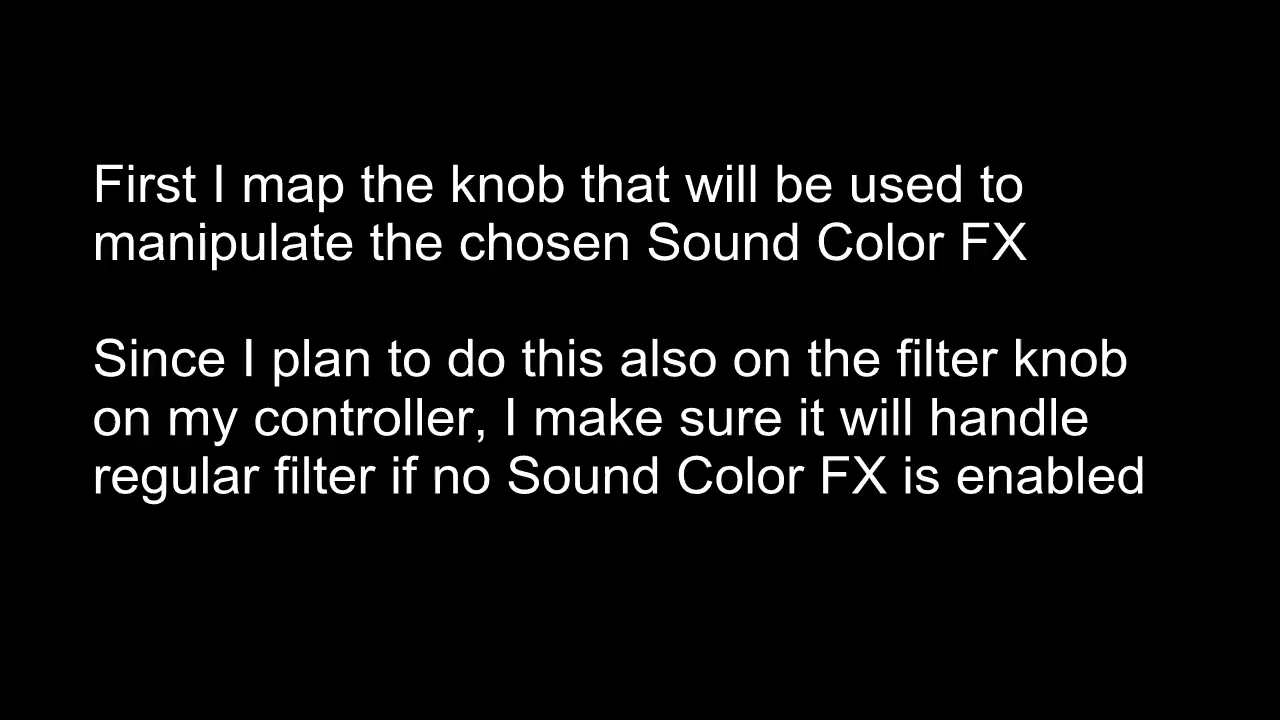 First I map the knob that will be used to
manipulate the chosen Sound Color FX
Since I plan to do this also on the filter knob
on my controller, I make sure it will handle
regular filter if no Sound Color FX is enabled